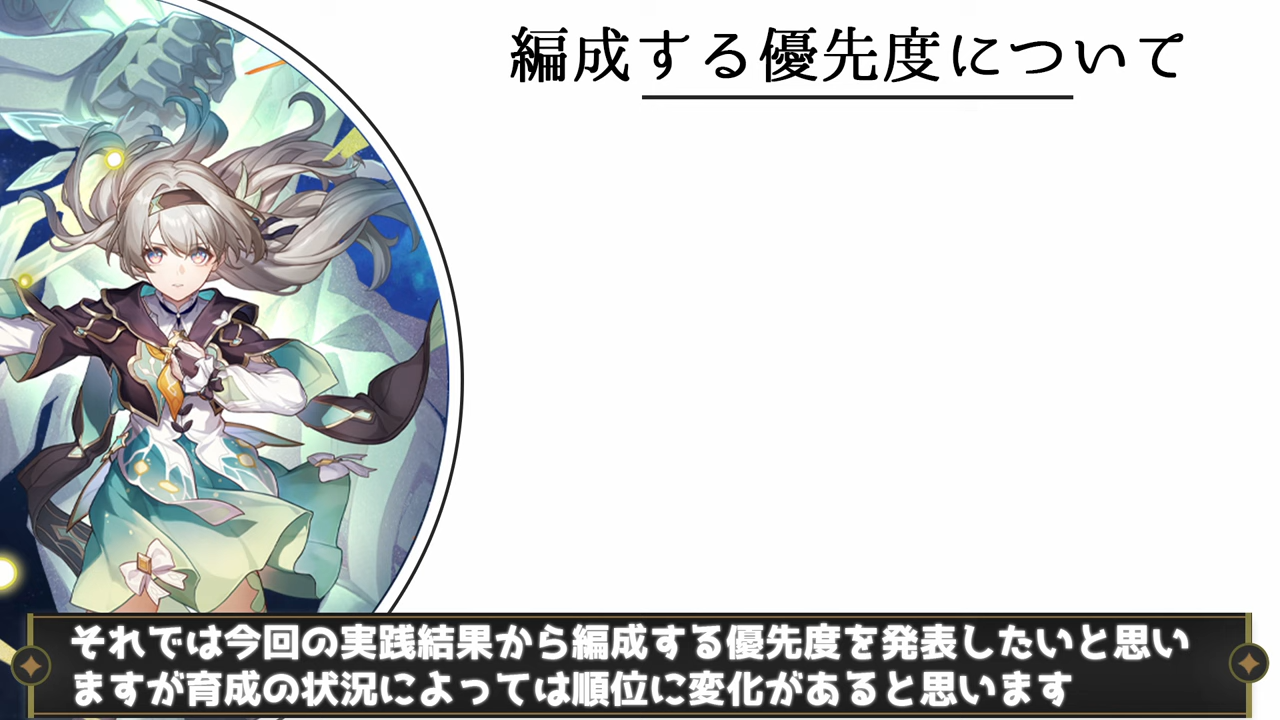 編成する優先度について
それでは今回の実践結果から編成する優先度を発表したいと思い
ますが育成の状況によっては順位に変化があると思います